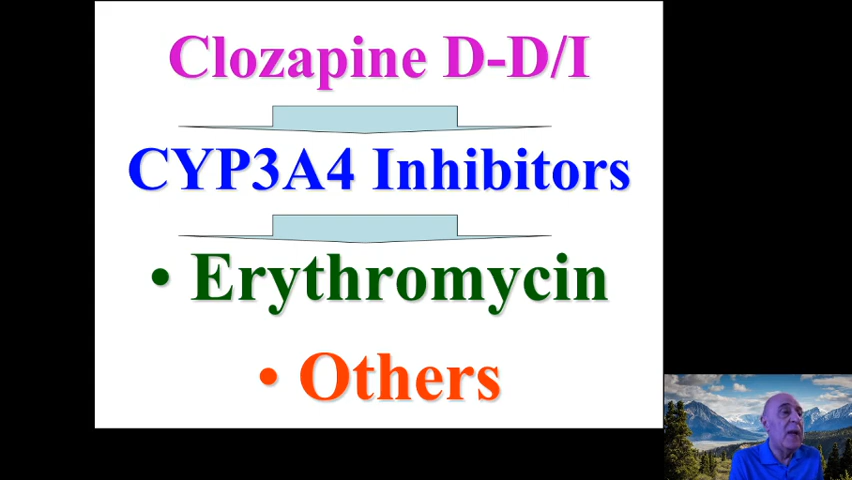 Clozapine D-D/I
CYP3A4 Inhibitors
• Erythromycin
• Others